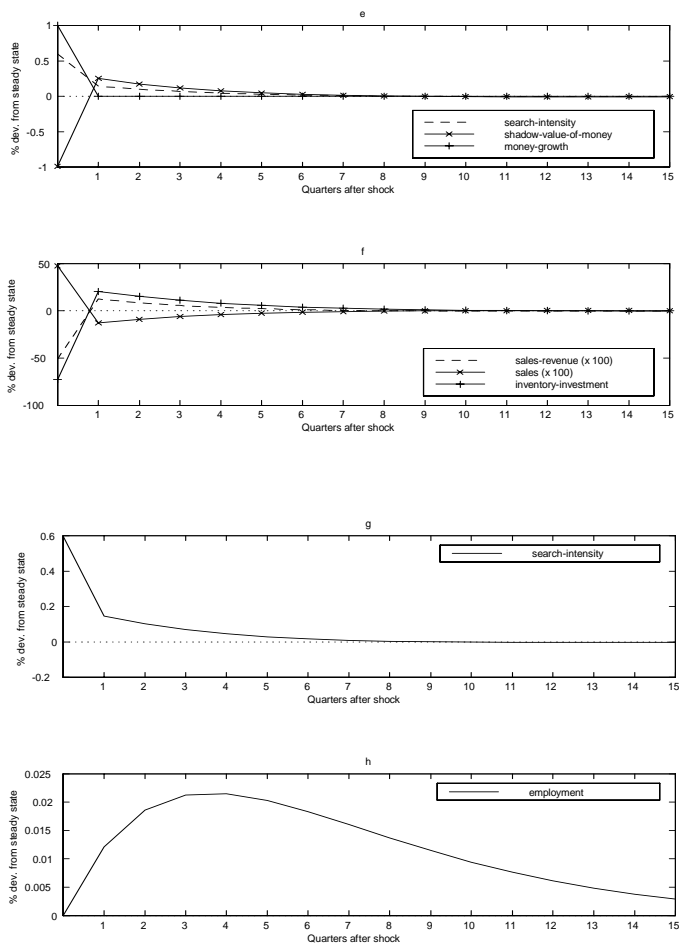 e
% dev. from steady state
1
0.5
0
-0.5
-1
search-intensity
shadow-value-of-money
money-growth
1 2 3 4 5 6 7 8 9 10 11 12 13 14 15
Quarters after shock
f
% dev. from steady state
50
0
-50
-100
sales-revenue (x 100)
sales (x 100)
inventory-investment
1 2 3 4 5 6 7 8 9 10 11 12 13 14 15
Quarters after shock
g
% dev. from steady state
0.6
0.4
0.2
0
-0.2
search-intensity
1 2 3 4 5 6 7 8 9 10 11 12 13 14 15
Quarters after shock
h
% dev. from steady state
0.025
0.02
0.015
0.01
0.005
0
employment
1 2 3 4 5 6 7 8 9 10 11 12 13 14 15
Quarters after shock